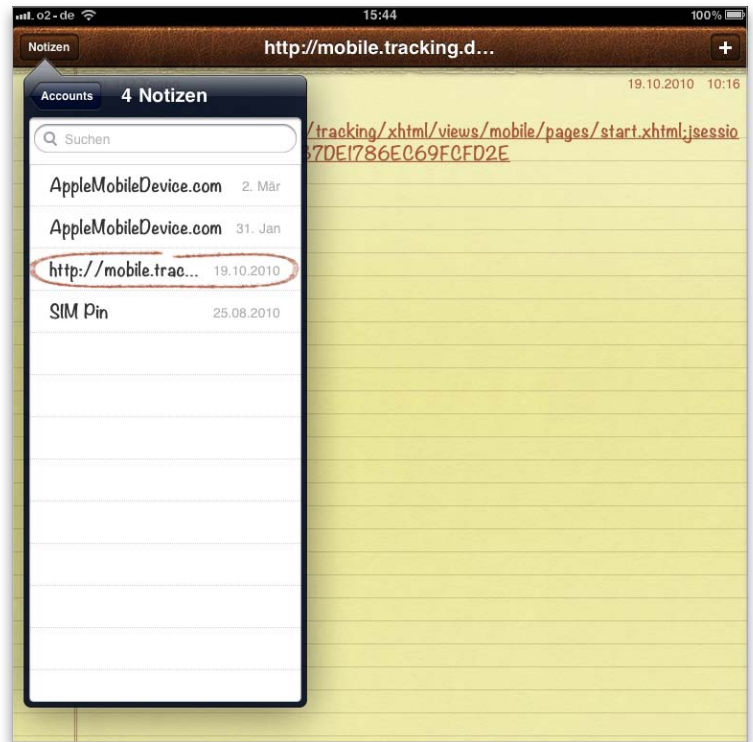 o2-de 15:44 100%
Notizen http://mobile.tracking.d... +
19.10.2010 10:16
Accounts 4 Notizen
Suchen
/tracking/xhtml/views/mobile/pages/start.xhtml;jsessio
37DE1786EC69FCFD2E
AppleMobileDevice.com 2. Mär
AppleMobileDevice.com 31. Jan
http://mobile.trac... 19.10.2010
SIM Pin 25.08.2010